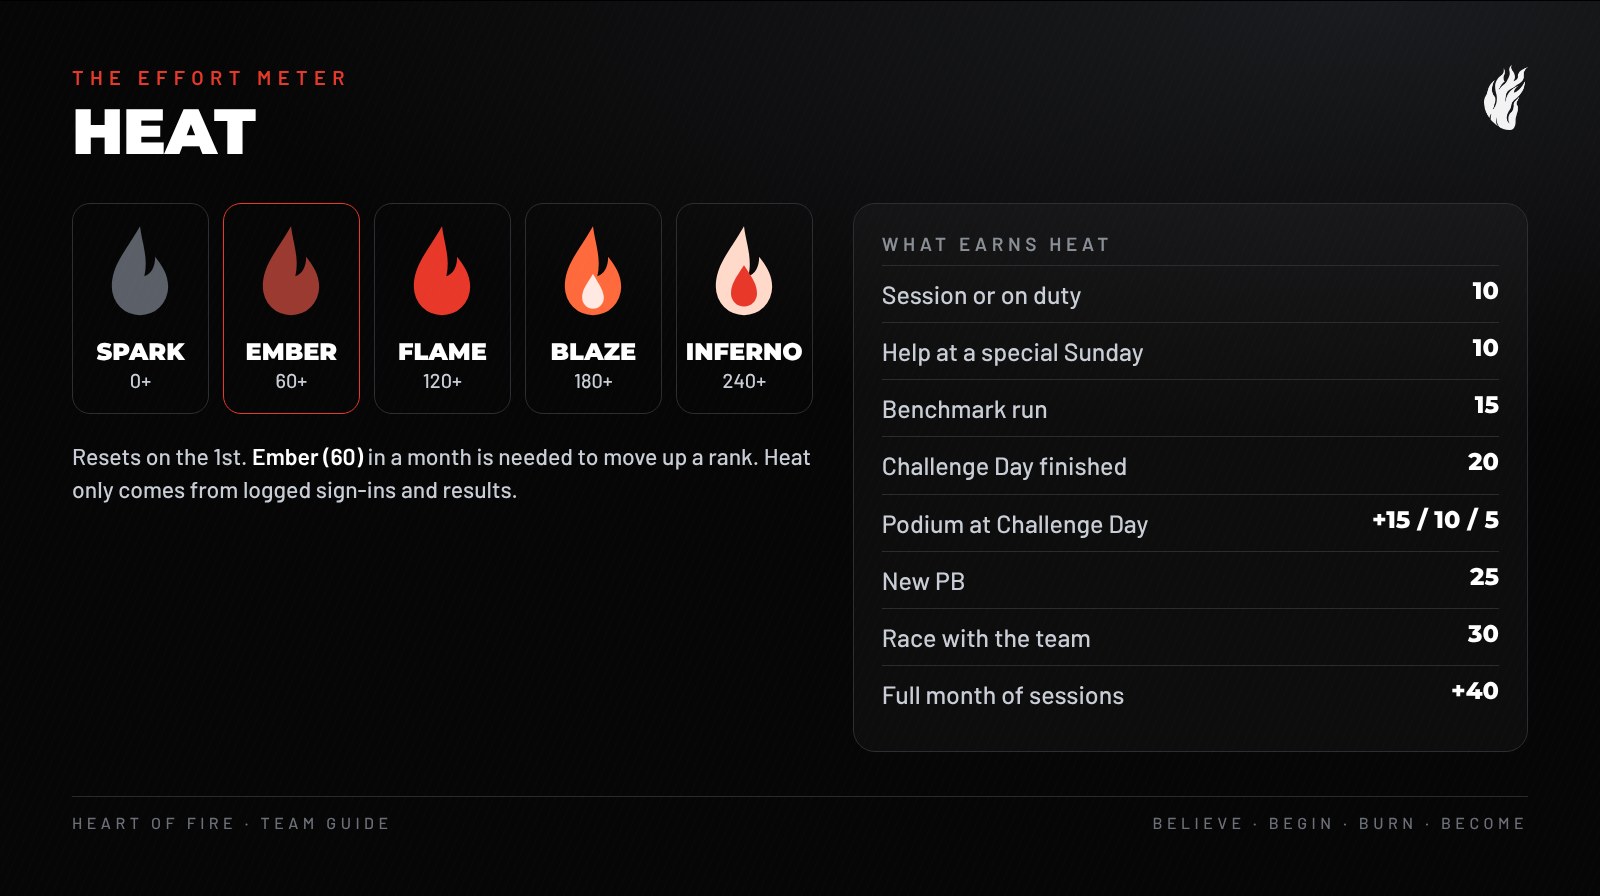 THE EFFORT METER
HEAT
SPARK
0+
EMBER
60+
FLAME
120+
BLAZE
180+
INFERNO
240+
Resets on the 1st. Ember (60) in a month is needed to move up a rank. Heat
only comes from logged sign-ins and results.
WHAT EARNS HEAT
Session or on duty 10
Help at a special Sunday 10
Benchmark run 15
Challenge Day finished 20
Podium at Challenge Day +15 / 10 / 5
New PB 25
Race with the team 30
Full month of sessions +40
HEART OF FIRE · TEAM GUIDE
BELIEVE · BEGIN · BURN · BECOME